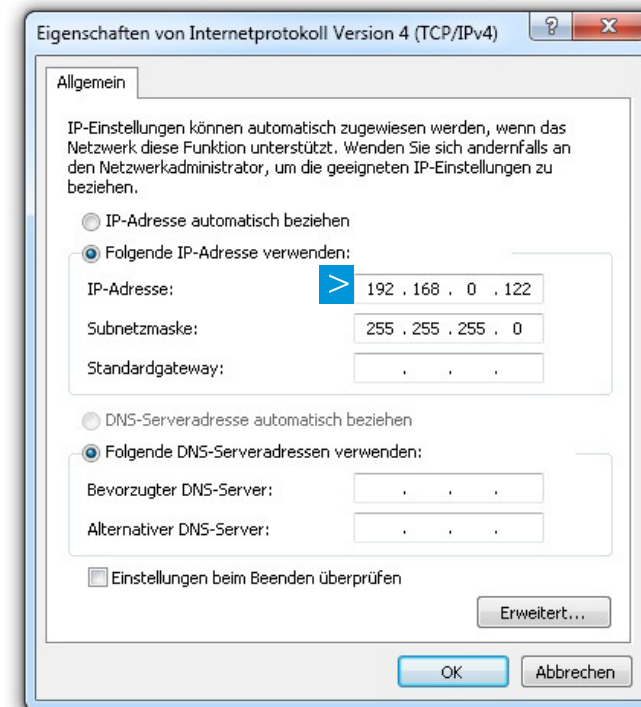 Eigenschaften von Internetprotokoll Version 4 (TCP/IPv4)
? X
Allgemein
IP-Einstellungen können automatisch zugewiesen werden, wenn das
Netzwerk diese Funktion unterstützt. Wenden Sie sich andernfalls an
den Netzwerkadministrator, um die geeigneten IP-Einstellungen zu
beziehen.
IP-Adresse automatisch beziehen
Folgende IP-Adresse verwenden:
IP-Adresse: > 192 . 168 . 0 . 122
Subnetzmaske: 255 . 255 . 255 . 0
Standardgateway: . . .
DNS-Serveradresse automatisch beziehen
Folgende DNS-Serveradressen verwenden:
Bevorzugter DNS-Server: . . .
Alternativer DNS-Server: . . .
Einstellungen beim Beenden überprüfen
Erweitert...
OK Abbrechen